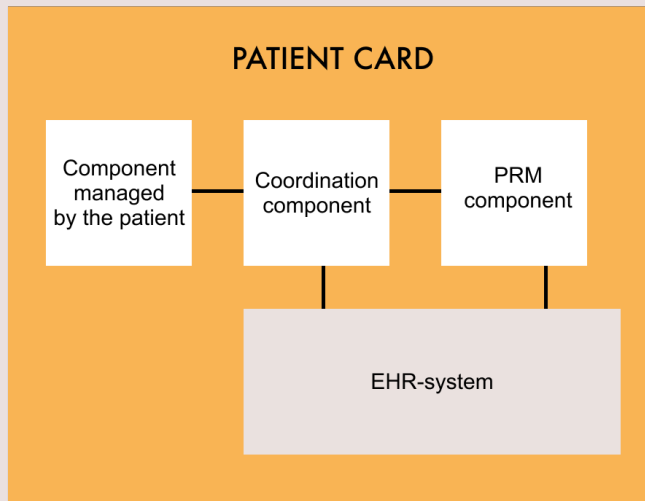 PATIENT CARD
Component
managed
by the patient
Coordination
component
PRM
component
EHR-system